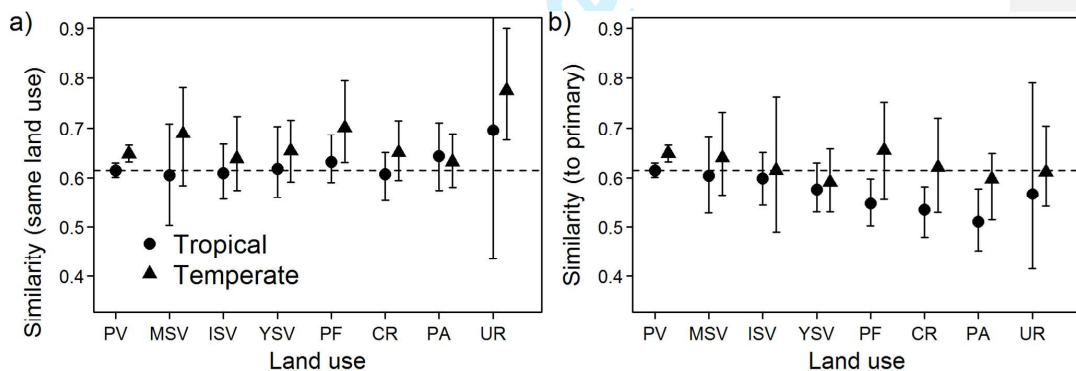 a)
Similarity (same land use)
0.9
0.8
0.7
0.6
0.5
0.4
Tropical
Temperate
PV MSV ISV YSV PF CR PA UR
Land use
b)
Similarity (to primary)
0.9
0.8
0.7
0.6
0.5
0.4
PV MSV ISV YSV PF CR PA UR
Land use